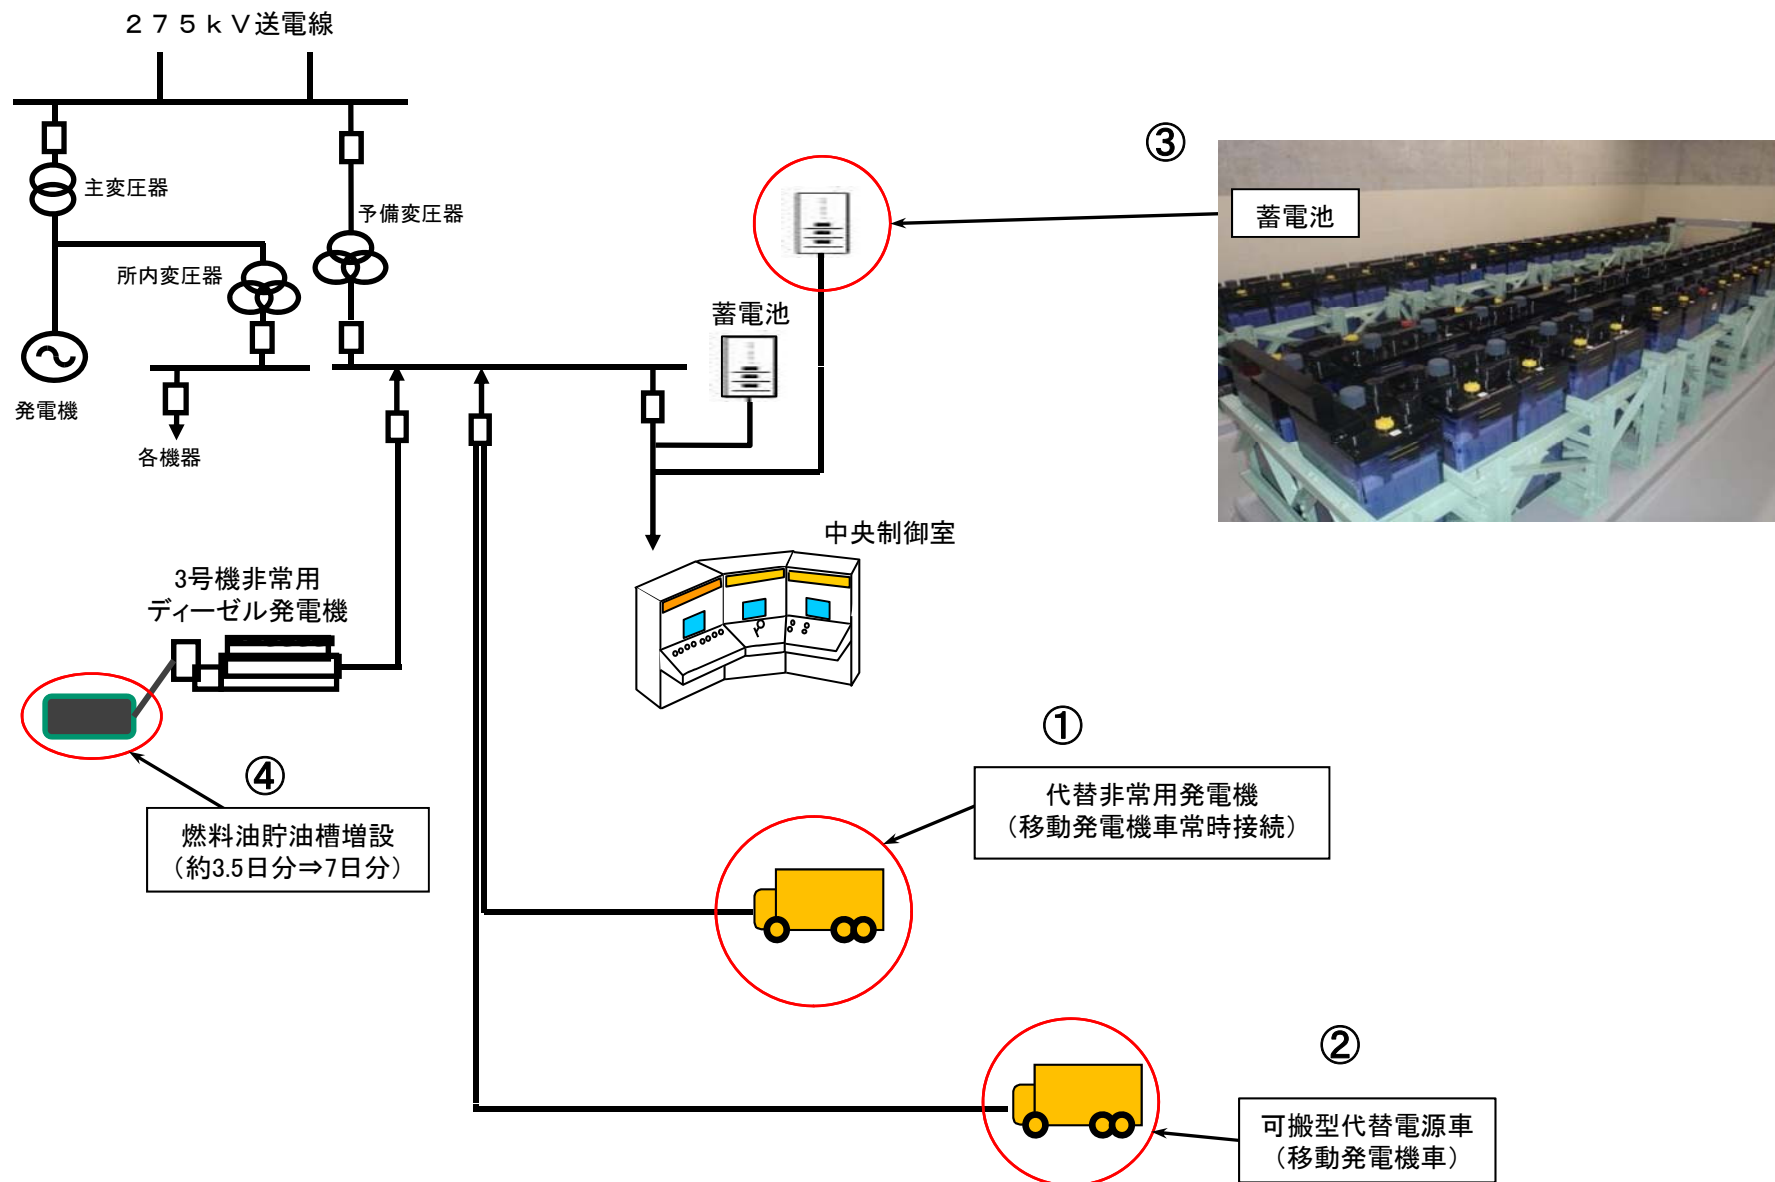 ２７５ｋＶ送電線
主変圧器
予備変圧器
所内変圧器
発電機
各機器
蓄電池
③
蓄電池
中央制御室
3号機非常用
ディーゼル発電機
④
燃料油貯油槽増設
（約3.5日分⇒7日分）
①
代替非常用発電機
（移動発電機車常時接続）
②
可搬型代替電源車
（移動発電機車）